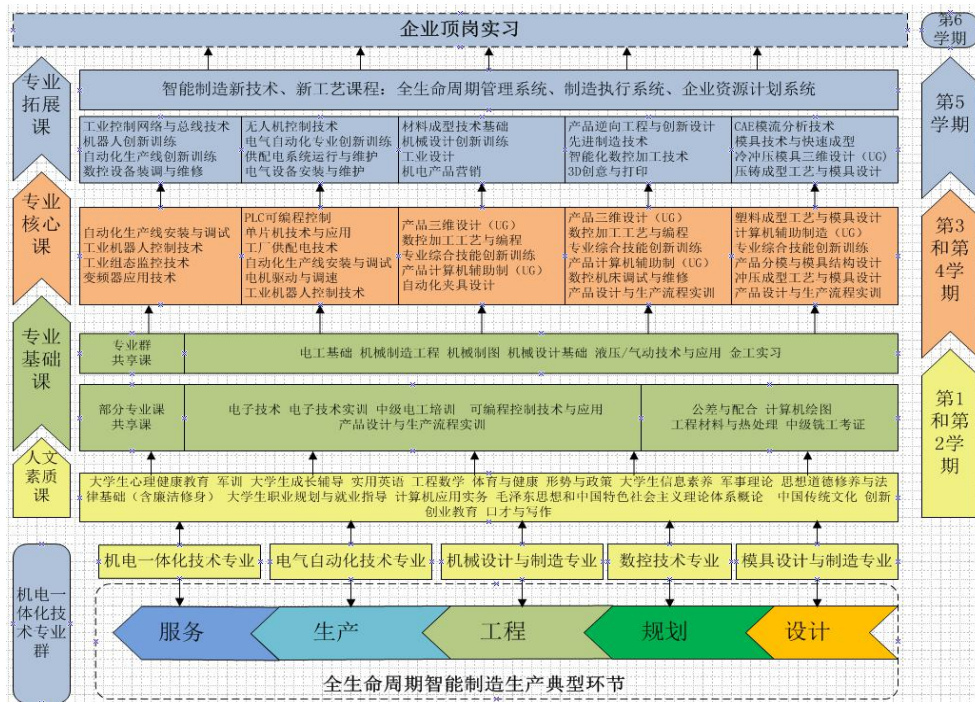 企业顶岗实习
第6
学期
专业
拓展
课
智能制造新技术、新工艺课程：全生命周期管理系统、制造执行系统、企业资源计划系统
第5
学期
工业控制网络与总线技术
机器人创新训练
自动化生产线创新训练
数控设备装调与维修
无人机控制技术
电气自动化专业创新训练
供配电系统运行与维护
电气设备安装与维护
材料成型技术基础
机械设计创新训练
工业设计
机电产品营销
产品逆向工程与创新设计
先进制造技术
智能化数控加工技术
3D创意与打印
CAE模流分析技术
模具技术与快速成型
冷冲压模具三维设计（UG）
压铸成型工艺与模具设计
专业
核心
课
自动化生产线安装与调试
工业机器人控制技术
工业组态监控技术
变频器应用技术
PLC可编程控制
单片机技术与应用
工厂供配电技术
自动化生产线安装与调试
电机驱动与调速
工业机器人控制技术
产品三维设计（UG）
数控加工工艺与编程
专业综合技能创新训练
产品计算机辅助制（UG）
自动化夹具设计
产品三维设计（UG）
数控加工工艺与编程
专业综合技能创新训练
产品计算机辅助制（UG）
数控机床调试与维修
产品设计与生产流程实训
塑料成型工艺与模具设计
计算机辅助制造（UG）
专业综合技能创新训练
产品分模与模具结构设计
冲压成型工艺与模具设计
产品设计与生产流程实训
第3
和第
4学
期
专业
基础
课
专业群
共享课
电工基础 机械制造工程 机械制图 机械设计基础 液压/气动技术与应用 金工实习
部分专业课
共享课
电子技术 电子技术实训 中级电工培训 可编程控制技术与应用
产品设计与生产流程实训
公差与配合 计算机绘图
工程材料与热处理 中级铣工考证
第1
和第
2学
期
人文
素质
课
大学生心理健康教育 军训 大学生成长辅导 实用英语 工程数学 体育与健康 形势与政策 大学生信息素养 军事理论 思想道德修养与法
律基础（含廉洁修身） 大学生职业规划与就业指导 计算机应用实务 毛泽东思想和中国特色社会主义理论体系概论 中国传统文化 创新
创业教育 口才与写作
机电一
体化技
术专业
群
机电一体化技术专业
电气自动化技术专业
机械设计与制造专业
数控技术专业
模具设计与制造专业
服务
生产
工程
规划
设计
全生命周期智能制造生产典型环节